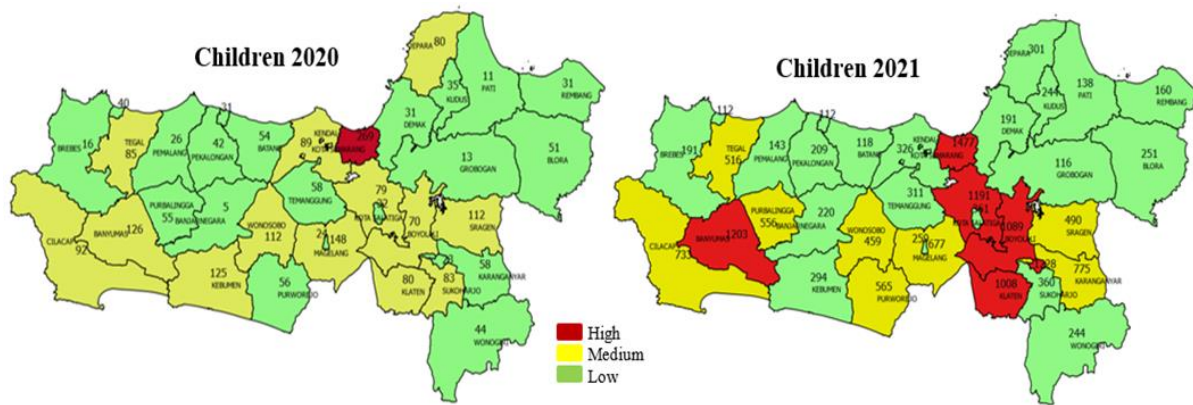 Children 2020
JEPARA 80
11
PATI
35
KUDUS
31
REMBANG
31
DEMAK
51
BLORA
13
GROBOGAN
40
BREBES 16
TEGAL
85
26
PEMALANG
31
42
PEKALONGAN
54
BATANG
KENDAL
89
269
58
TEMANGGUNG
PURBALINGGA
55
BANJARNEGARA
5
WONOSOBO
112
79
70
BOYOLALI
112
SRAGEN
CILACAP
92
BANYUMAS
126
148
MAGELANG
125
KEBUMEN
56
PURWOREJO
80
KLATEN
83
SUKOHARJO
58
KARANGANYAR
44
WONOGIRI
Children 2021
JEPARA
301
138
PATI
244
KUDUS
160
REMBANG
191
DEMAK
251
BLORA
116
GROBOGAN
112
BREBES 191
TEGAL
516
143
PEMALANG
112
209
PEKALONGAN
118
BATANG
KENDAL
326
1477
311
TEMANGGUNG
PURBALINGGA
556
BANJARNEGARA
220
WONOSOBO
459
1191
1089
BOYOLALI
490
SRAGEN
CILACAP
733
BANYUMAS
1203
677
MAGELANG
294
KEBUMEN
565
PURWOREJO
1008
KLATEN
360
SUKOHARJO
775
KARANGANYAR
244
WONOGIRI
High
Medium
Low